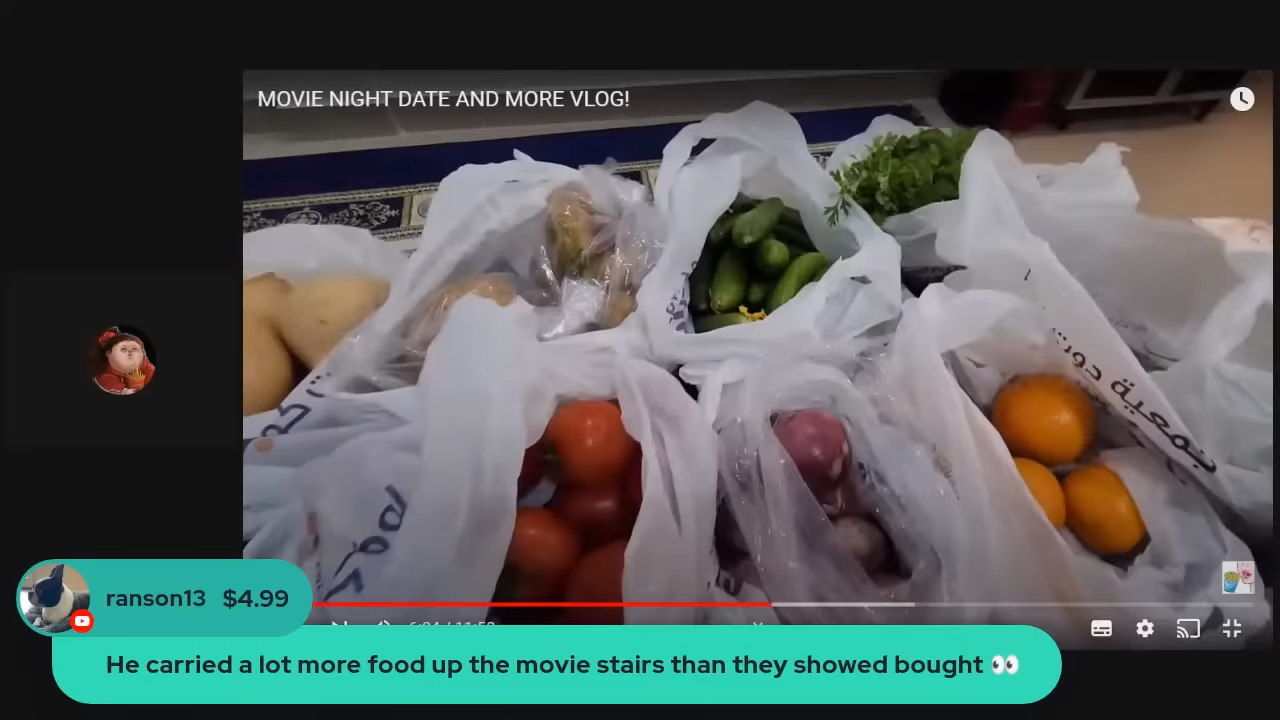 MOVIE NIGHT DATE AND MORE VLOG!
جمعية
ranson13 $4.99
He carried a lot more food up the movie stairs than they showed bought 👀